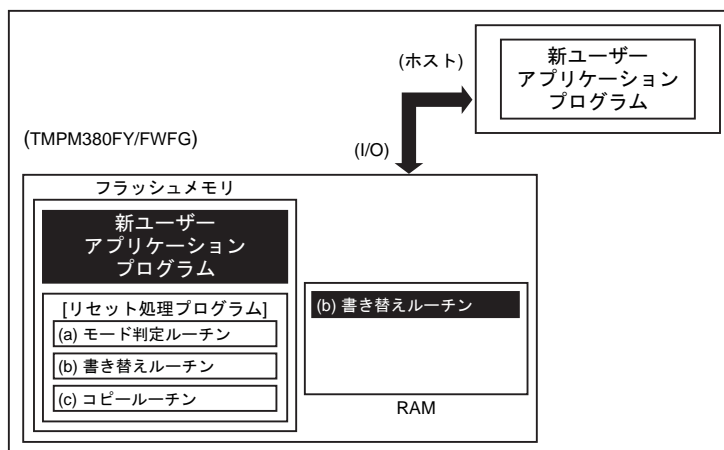 (ホスト)
新ユーザー
アプリケーション
プログラム
(TMPM380FY/FWFG)
(I/O)
フラッシュメモリ
新ユーザー
アプリケーション
プログラム
[リセット処理プログラム]
(a) モード判定ルーチン
(b) 書き替えルーチン
(c) コピールーチン
(b) 書き替えルーチン
RAM